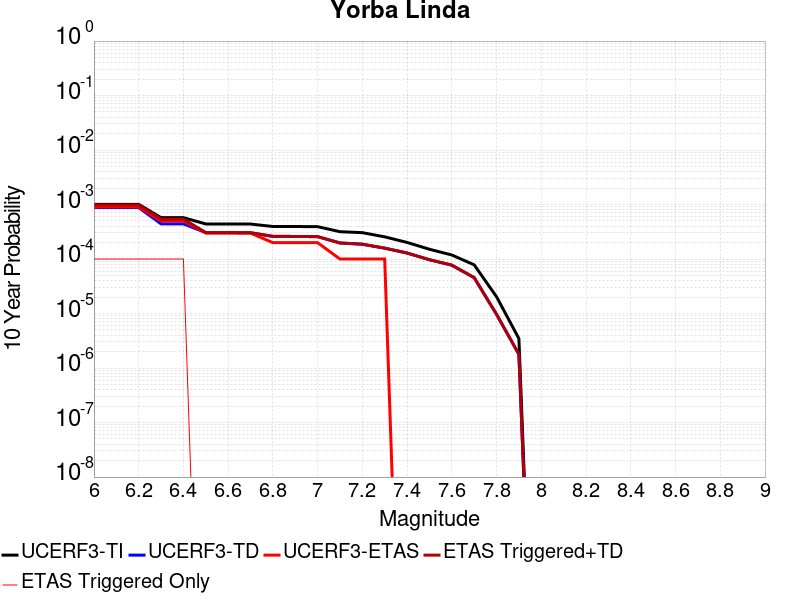 Yorba Linda
10 Year Probability
10^0
10^-1
10^-2
10^-3
10^-4
10^-5
10^-6
10^-7
10^-8
6 6.2 6.4 6.6 6.8 7 7.2 7.4 7.6 7.8 8 8.2 8.4 8.6 8.8 9
Magnitude
UCERF3-TI UCERF3-TD UCERF3-ETAS ETAS Triggered+TD
ETAS Triggered Only